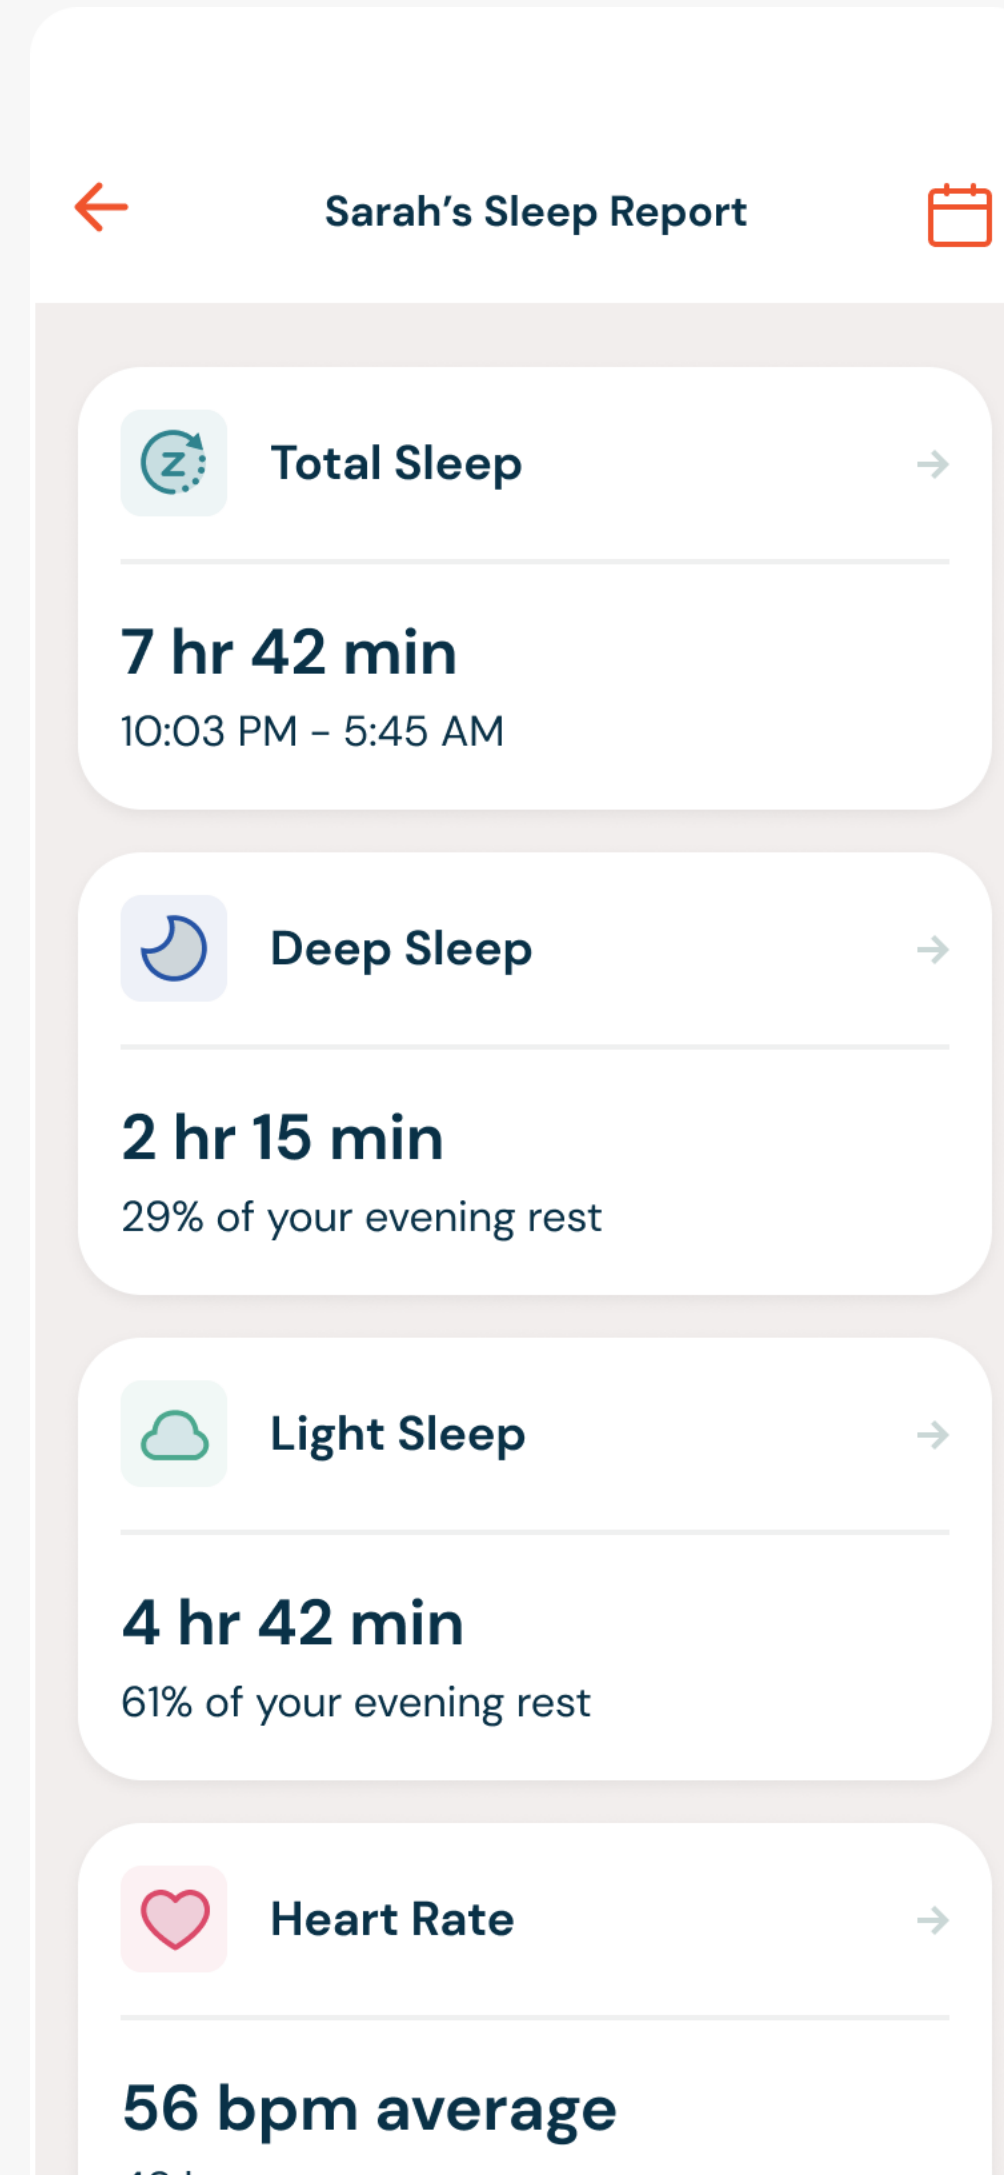 Sarah’s Sleep Report
Total Sleep
7 hr 42 min
10:03 PM – 5:45 AM
Deep Sleep
2 hr 15 min
29% of your evening rest
Light Sleep
4 hr 42 min
61% of your evening rest
Heart Rate
56 bpm average